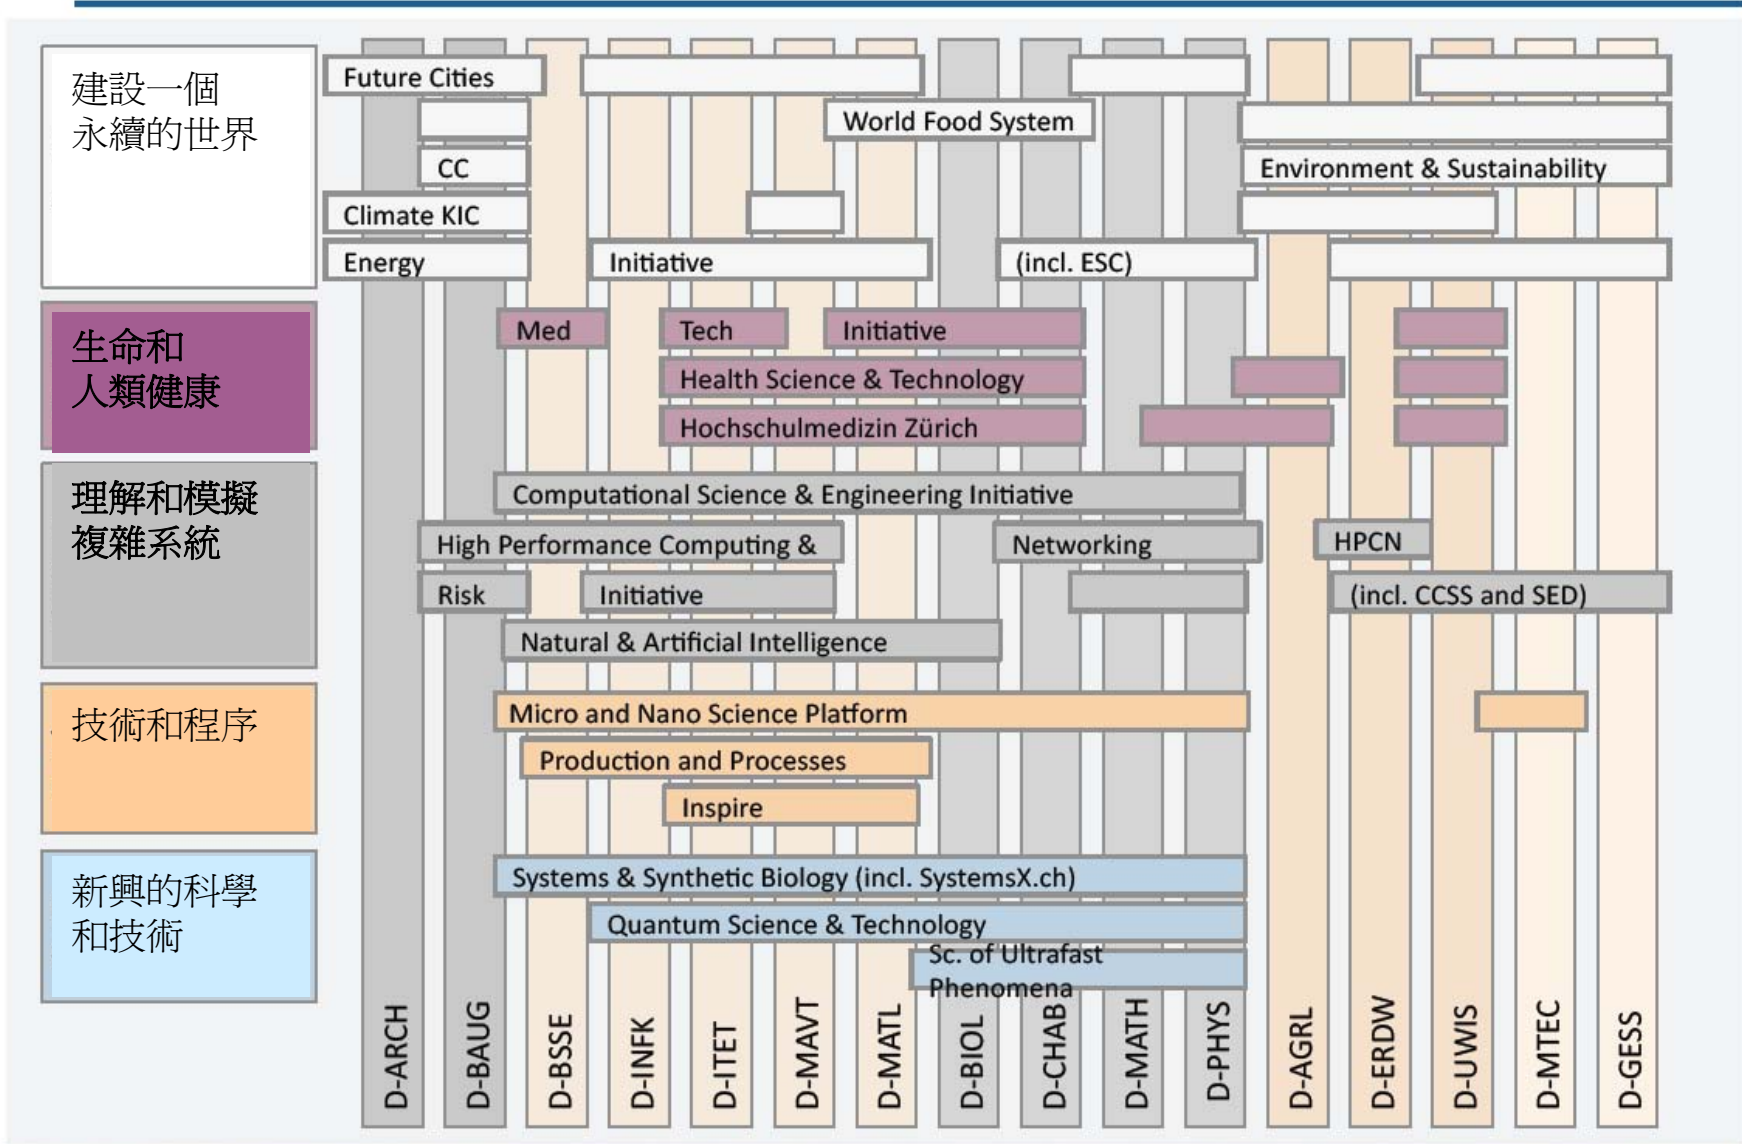 建設一個
永續的世界
Future Cities
World Food System
CC
Environment & Sustainability
Climate KIC
Energy
Initiative
(incl. ESC)
生命和
人類健康
Med
Tech
Initiative
Health Science & Technology
Hochschulmedizin Zürich
理解和模擬
複雜系統
Computational Science & Engineering Initiative
High Performance Computing &
Networking
HPCN
Risk
Initiative
(incl. CCSS and SED)
Natural & Artificial Intelligence
技術和程序
Micro and Nano Science Platform
Production and Processes
Inspire
新興的科學
和技術
Systems & Synthetic Biology (incl. SystemsX.ch)
Quantum Science & Technology
Sc. of Ultrafast
Phenomena
D-ARCH
D-BAUG
D-BSSE
D-INFK
D-ITET
D-MAVT
D-MATL
D-BIOL
D-CHAB
D-MATH
D-PHYS
D-AGRL
D-ERDW
D-UWIS
D-MTEC
D-GESS